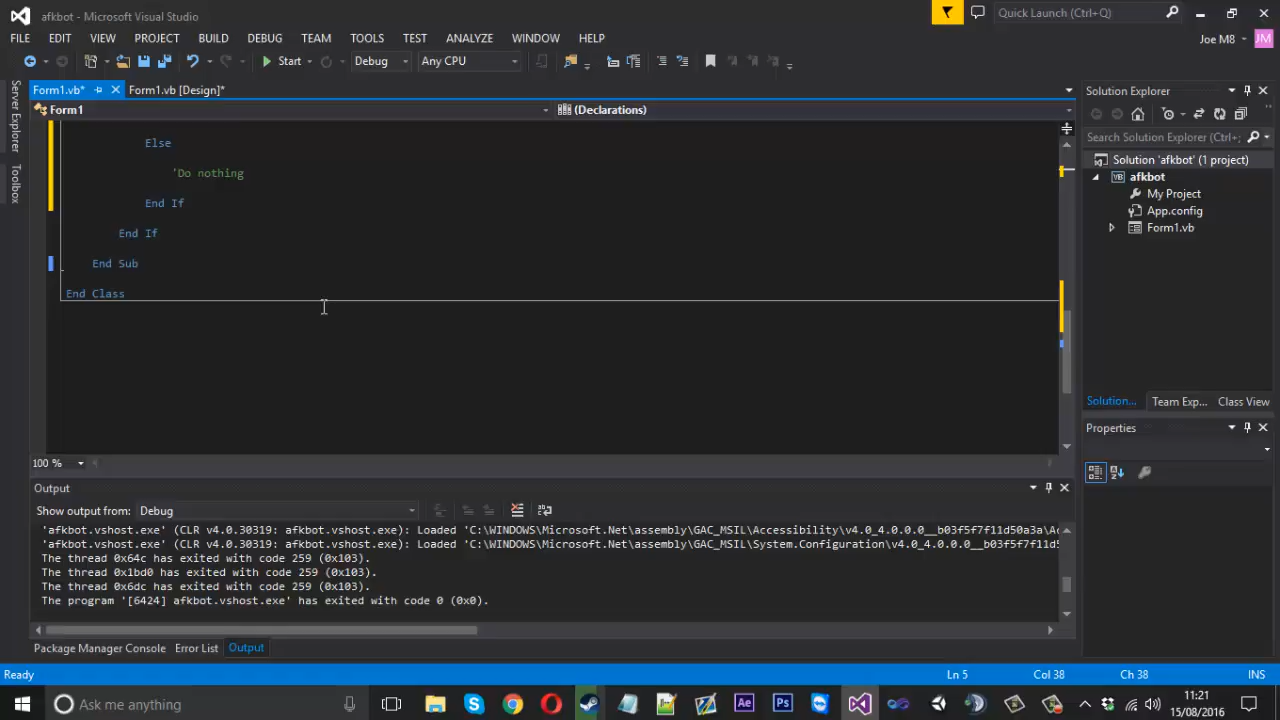 afkbot - Microsoft Visual Studio
Quick Launch (Ctrl+Q)
FILE EDIT VIEW PROJECT BUILD DEBUG TEAM TOOLS TEST ANALYZE WINDOW HELP
Joe M8 JM
Start Debug Any CPU
Server Explorer
Toolbox
Form1.vb* Form1.vb [Design]*
Form1 (Declarations)
Else
'Do nothing
End If
End If
End Sub
End Class
100 %
Solution Explorer
Search Solution Explorer (Ctrl+;
Solution 'afkbot' (1 project)
VB afkbot
My Project
App.config
Form1.vb
Solution... Team Exp... Class View
Properties
Output
Show output from: Debug
'afkbot.vshost.exe' (CLR v4.0.30319: afkbot.vshost.exe): Loaded 'C:\WINDOWS\Microsoft.Net\assembly\GAC_MSIL\Accessibility\v4.0_4.0.0.0__b03f5f7f11d50a3a\Ac
'afkbot.vshost.exe' (CLR v4.0.30319: afkbot.vshost.exe): Loaded 'C:\WINDOWS\Microsoft.Net\assembly\GAC_MSIL\System.Configuration\v4.0_4.0.0.0__b03f5f7f11d5
The thread 0x64c has exited with code 259 (0x103).
The thread 0x1bd0 has exited with code 259 (0x103).
The thread 0x6dc has exited with code 259 (0x103).
The program '[6424] afkbot.vshost.exe' has exited with code 0 (0x0).
Package Manager Console Error List Output
Ready Ln 5 Col 38 Ch 38 INS
Ask me anything
Ae Ps
11:21
15/08/2016